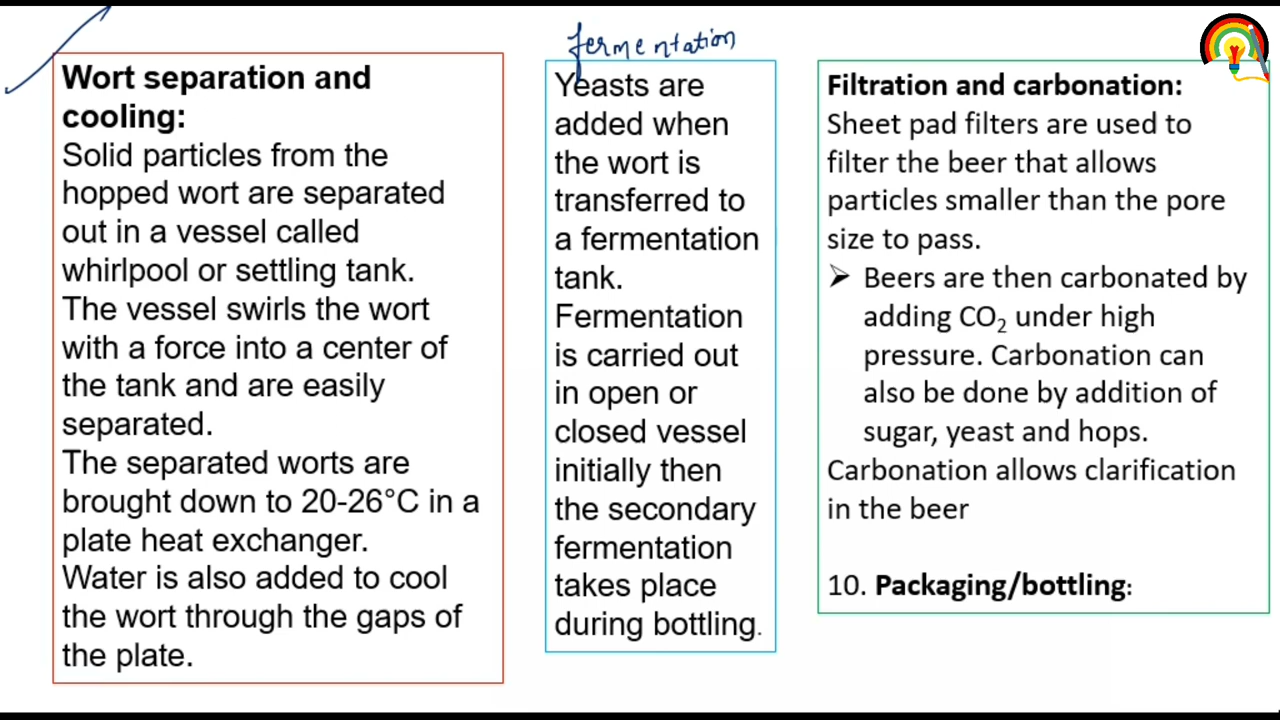 Wort separation and
cooling:
Solid particles from the
hopped wort are separated
out in a vessel called
whirlpool or settling tank.
The vessel swirls the wort
with a force into a center of
the tank and are easily
separated.
The separated worts are
brought down to 20-26°C in a
plate heat exchanger.
Water is also added to cool
the wort through the gaps of
the plate.
fermentation
Yeasts are
added when
the wort is
transferred to
a fermentation
tank.
Fermentation
is carried out
in open or
closed vessel
initially then
the secondary
fermentation
takes place
during bottling.
Filtration and carbonation:
Sheet pad filters are used to
filter the beer that allows
particles smaller than the pore
size to pass.
➤ Beers are then carbonated by
adding CO₂ under high
pressure. Carbonation can
also be done by addition of
sugar, yeast and hops.
Carbonation allows clarification
in the beer
10. Packaging/bottling: